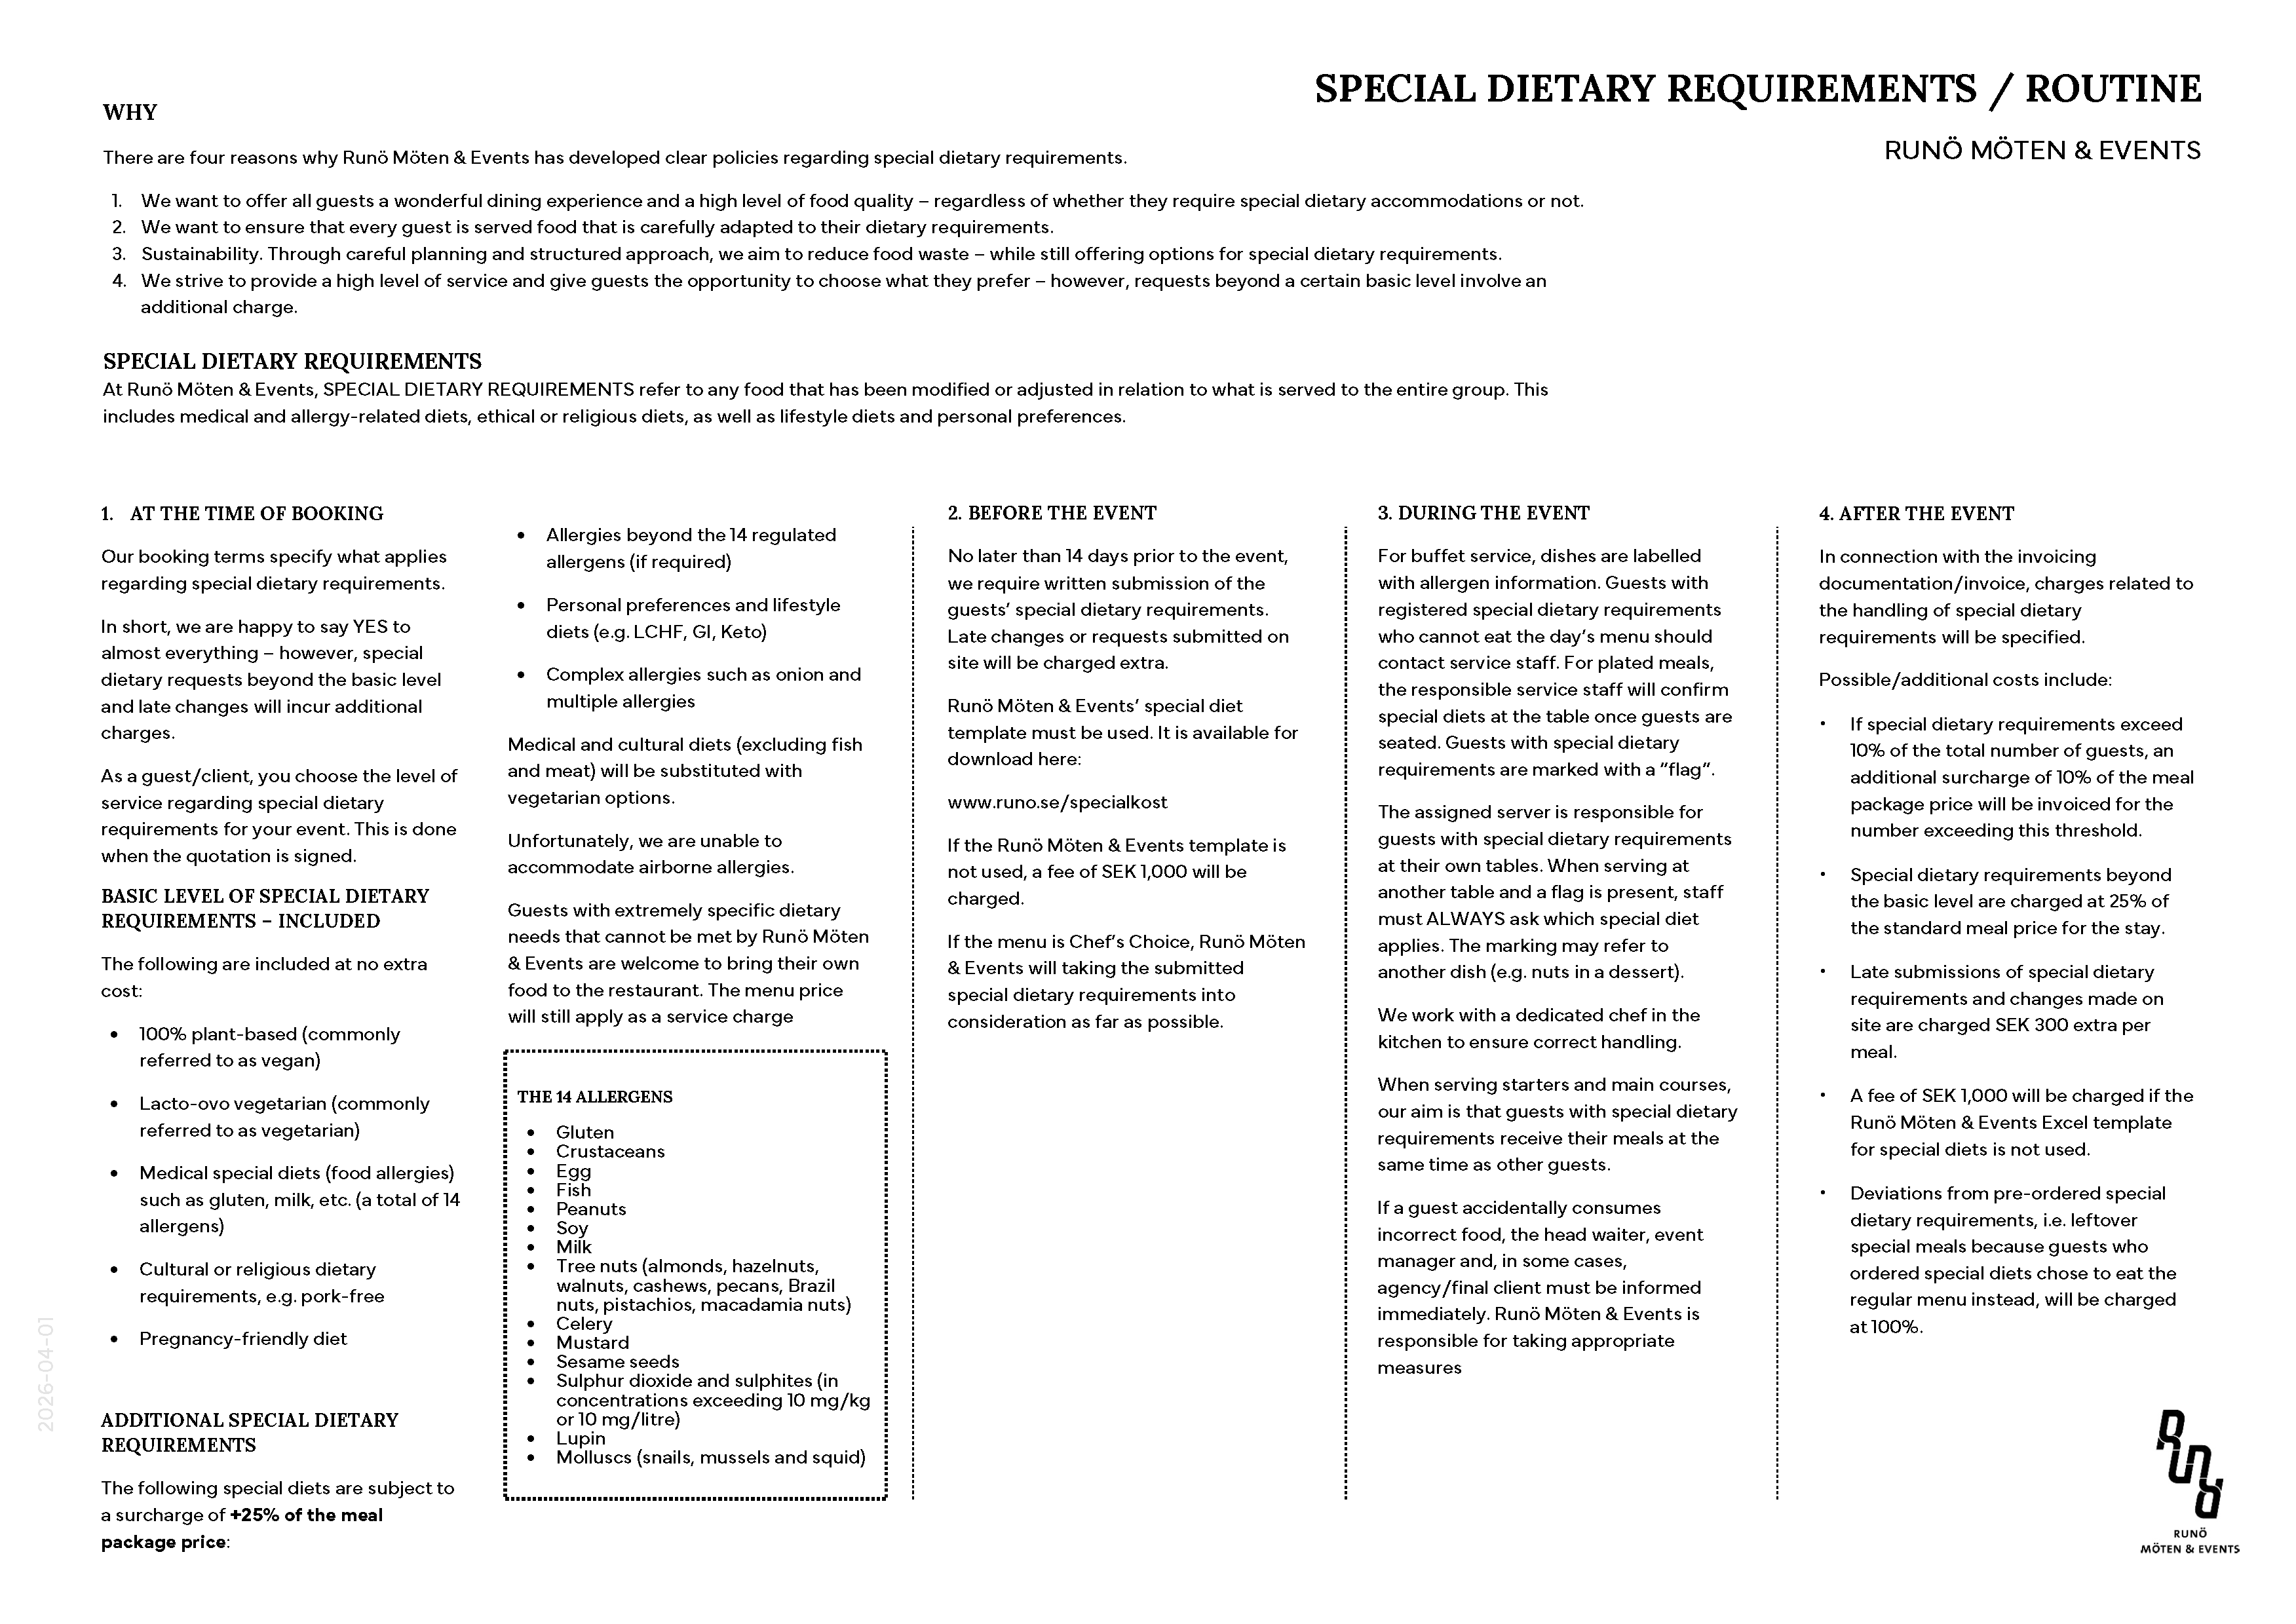 SPECIAL DIETARY REQUIREMENTS / ROUTINE
RUNÖ MÖTEN & EVENTS
WHY
There are four reasons why Runö Möten & Events has developed clear policies regarding special dietary requirements.
1. We want to offer all guests a wonderful dining experience and a high level of food quality – regardless of whether they require special dietary accommodations or not.
2. We want to ensure that every guest is served food that is carefully adapted to their dietary requirements.
3. Sustainability. Through careful planning and structured approach, we aim to reduce food waste – while still offering options for special dietary requirements.
4. We strive to provide a high level of service and give guests the opportunity to choose what they prefer – however, requests beyond a certain basic level involve an
additional charge.
SPECIAL DIETARY REQUIREMENTS
At Runö Möten & Events, SPECIAL DIETARY REQUIREMENTS refer to any food that has been modified or adjusted in relation to what is served to the entire group. This
includes medical and allergy-related diets, ethical or religious diets, as well as lifestyle diets and personal preferences.
1. AT THE TIME OF BOOKING
Our booking terms specify what applies
regarding special dietary requirements.
In short, we are happy to say YES to
almost everything – however, special
dietary requests beyond the basic level
and late changes will incur additional
charges.
As a guest/client, you choose the level of
service regarding special dietary
requirements for your event. This is done
when the quotation is signed.
BASIC LEVEL OF SPECIAL DIETARY
REQUIREMENTS – INCLUDED
The following are included at no extra
cost:
• 100% plant-based (commonly
referred to as vegan)
• Lacto-ovo vegetarian (commonly
referred to as vegetarian)
• Medical special diets (food allergies)
such as gluten, milk, etc. (a total of 14
allergens)
• Cultural or religious dietary
requirements, e.g. pork-free
• Pregnancy-friendly diet
ADDITIONAL SPECIAL DIETARY
REQUIREMENTS
The following special diets are subject to
a surcharge of +25% of the meal
package price:
• Allergies beyond the 14 regulated
allergens (if required)
• Personal preferences and lifestyle
diets (e.g. LCHF, GI, Keto)
• Complex allergies such as onion and
multiple allergies
Medical and cultural diets (excluding fish
and meat) will be substituted with
vegetarian options.
Unfortunately, we are unable to
accommodate airborne allergies.
Guests with extremely specific dietary
needs that cannot be met by Runö Möten
& Events are welcome to bring their own
food to the restaurant. The menu price
will still apply as a service charge
THE 14 ALLERGENS
• Gluten
• Crustaceans
• Egg
• Fish
• Peanuts
• Soy
• Milk
• Tree nuts (almonds, hazelnuts,
walnuts, cashews, pecans, Brazil
nuts, pistachios, macadamia nuts)
• Celery
• Mustard
• Sesame seeds
• Sulphur dioxide and sulphites (in
concentrations exceeding 10 mg/kg
or 10 mg/litre)
• Lupin
• Molluscs (snails, mussels and squid)
2. BEFORE THE EVENT
No later than 14 days prior to the event,
we require written submission of the
guests’ special dietary requirements.
Late changes or requests submitted on
site will be charged extra.
Runö Möten & Events’ special diet
template must be used. It is available for
download here:
www.runo.se/specialkost
If the Runö Möten & Events template is
not used, a fee of SEK 1,000 will be
charged.
If the menu is Chef’s Choice, Runö Möten
& Events will taking the submitted
special dietary requirements into
consideration as far as possible.
3. DURING THE EVENT
For buffet service, dishes are labelled
with allergen information. Guests with
registered special dietary requirements
who cannot eat the day’s menu should
contact service staff. For plated meals,
the responsible service staff will confirm
special diets at the table once guests are
seated. Guests with special dietary
requirements are marked with a ”flag”.
The assigned server is responsible for
guests with special dietary requirements
at their own tables. When serving at
another table and a flag is present, staff
must ALWAYS ask which special diet
applies. The marking may refer to
another dish (e.g. nuts in a dessert).
We work with a dedicated chef in the
kitchen to ensure correct handling.
When serving starters and main courses,
our aim is that guests with special dietary
requirements receive their meals at the
same time as other guests.
If a guest accidentally consumes
incorrect food, the head waiter, event
manager and, in some cases,
agency/final client must be informed
immediately. Runö Möten & Events is
responsible for taking appropriate
measures
4. AFTER THE EVENT
In connection with the invoicing
documentation/invoice, charges related to
the handling of special dietary
requirements will be specified.
Possible/additional costs include:
• If special dietary requirements exceed
10% of the total number of guests, an
additional surcharge of 10% of the meal
package price will be invoiced for the
number exceeding this threshold.
• Special dietary requirements beyond
the basic level are charged at 25% of
the standard meal price for the stay.
• Late submissions of special dietary
requirements and changes made on
site are charged SEK 300 extra per
meal.
• A fee of SEK 1,000 will be charged if the
Runö Möten & Events Excel template
for special diets is not used.
• Deviations from pre-ordered special
dietary requirements, i.e. leftover
special meals because guests who
ordered special diets chose to eat the
regular menu instead, will be charged
at 100%.
2026-04-01
RUNÖ
RUNÖ
MÖTEN & EVENTS